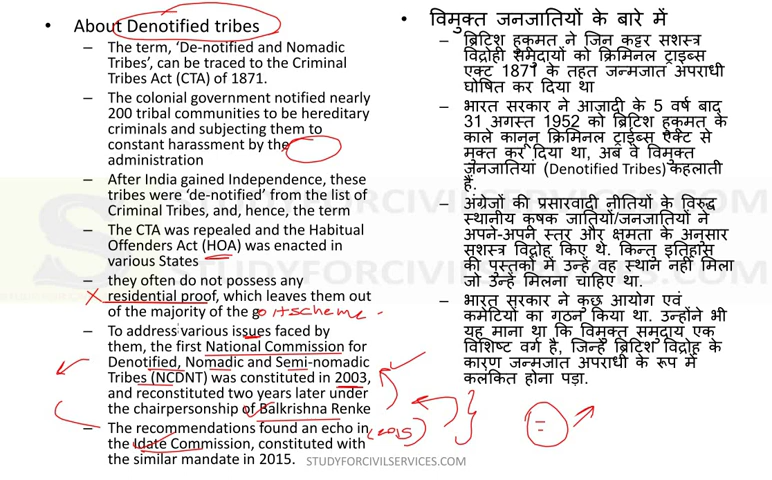 • About Denotified tribes
– The term, ‘De-notified and Nomadic
Tribes’, can be traced to the Criminal
Tribes Act (CTA) of 1871.
– The colonial government notified nearly
200 tribal communities to be hereditary
criminals and subjecting them to
constant harassment by the
administration
– After India gained Independence, these
tribes were ‘de-notified’ from the list of
Criminal Tribes, and, hence, the term
– The CTA was repealed and the Habitual
Offenders Act (HOA) was enacted in
various States
– they often do not possess any
residential proof, which leaves them out
of the majority of the go
– To address various issues faced by
them, the first National Commission for
Denotified, Nomadic and Semi-nomadic
Tribes (NCDNT) was constituted in 2003,
and reconstituted two years later under
the chairpersonship of Balkrishna Renke
– The recommendations found an echo in (2015)
the Idate Commission, constituted with
the similar mandate in 2015.
• विमुक्त जनजातियों के बारे में
– ब्रिटिश हुकूमत ने जिन कट्टर सशस्त्र
विद्रोही समुदायों को क्रिमिनल ट्राइब्स
एक्ट 1871 के तहत जन्मजात अपराधी
घोषित कर दिया था
– भारत सरकार ने आज़ादी के 5 वर्ष बाद
31 अगस्त 1952 को ब्रिटिश हुकूमत के
काले कानून क्रिमिनल ट्राईब्स ऐक्ट से
मुक्त कर दिया था, अब वे विमुक्त
जनजातियां (Denotified Tribes) कहलाती
हैं.
– अंग्रेजों की प्रसारवादी नीतियों के विरुद्ध
स्थानीय कृषक जातियों/जनजातियों ने
अपने-अपने स्तर और क्षमता के अनुसार
सशस्त्र विद्रोह किए थे. किन्तु इतिहास
की पुस्तकों में उन्हें वह स्थान नहीं मिला
जो उन्हें मिलना चाहिए था.
– भारत सरकार ने कुछ आयोग एवं
कमेटियों का गठन किया था. उन्होंने भी
यह माना था कि विमुक्त समुदाय एक
विशिष्ट वर्ग है, जिन्हें ब्रिटिश विद्रोह के
कारण जन्मजात अपराधी के रूप में
कलंकित होना पड़ा.
STUDYFORCIVILSERVICES.COM